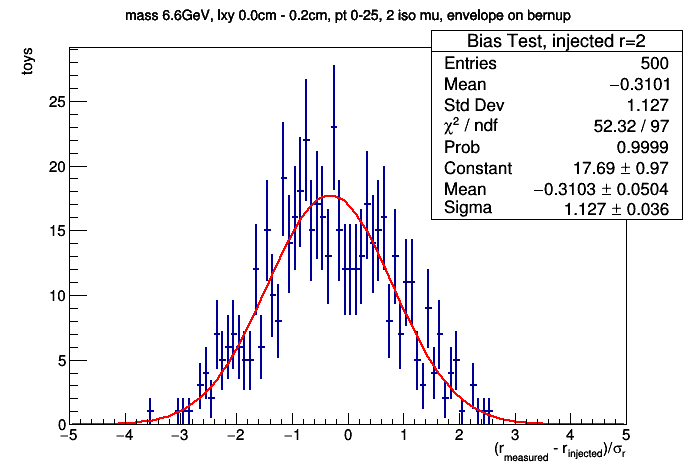 mass 6.6GeV, lxy 0.0cm - 0.2cm, pt 0-25, 2 iso mu, envelope on bernup
Bias Test, injected r=2
Entries 500
Mean −0.3101
Std Dev 1.127
χ² / ndf 52.32 / 97
Prob 0.9999
Constant 17.69 ± 0.97
Mean −0.3103 ± 0.0504
Sigma 1.127 ± 0.036
toys
25
20
15
10
5
0
−5 −4 −3 −2 −1 0 1 2 3 4 5
(r_measured - r_injected)/σ_r